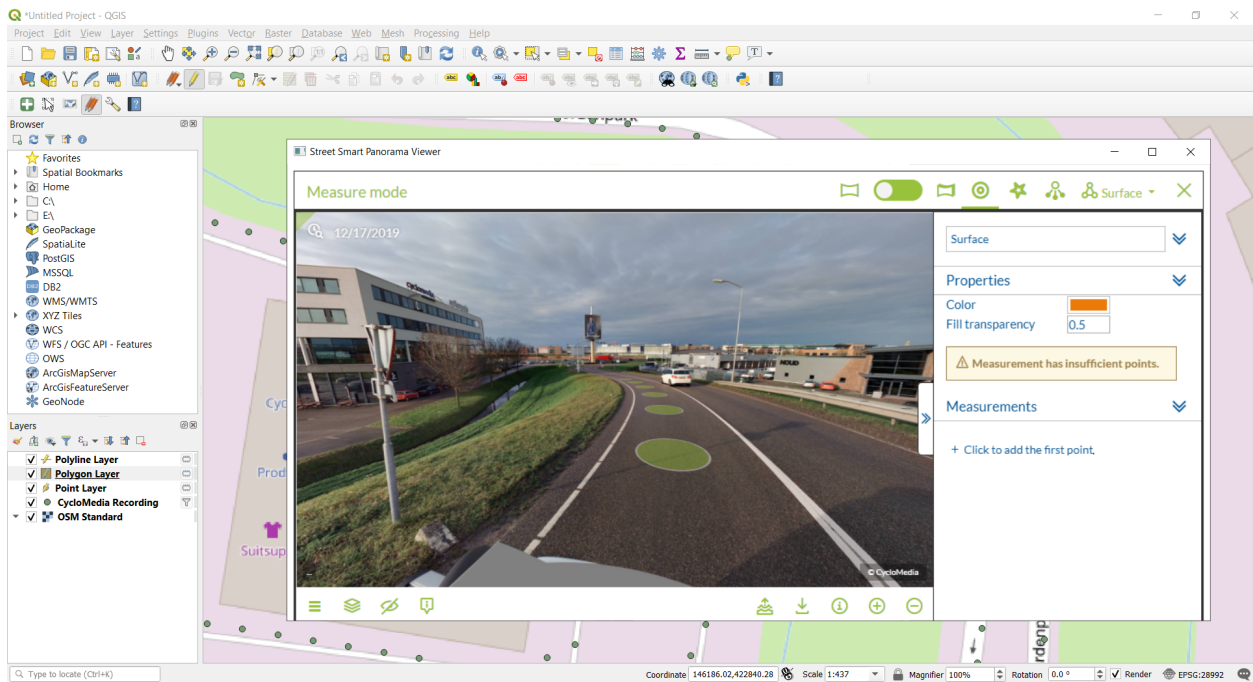 *Untitled Project - QGIS
Project Edit View Layer Settings Plugins Vector Raster Database Web Mesh Processing Help
Browser
Favorites
Spatial Bookmarks
Home
C:\
E:\
GeoPackage
SpatiaLite
PostGIS
MSSQL
DB2
WMS/WMTS
XYZ Tiles
WCS
WFS / OGC API - Features
OWS
ArcGisMapServer
ArcGisFeatureServer
GeoNode
Layers
Polyline Layer
Polygon Layer
Point Layer
CycloMedia Recording
OSM Standard
Cyc
Prod
Suitsup
Street Smart Panorama Viewer
Measure mode
Surface
12/17/2019
Cyclomedia
© CycloMedia
Surface
Properties
Color
Fill transparency 0.5
Measurement has insufficient points.
Measurements
+ Click to add the first point.
rdenp
Type to locate (Ctrl+K)
Coordinate 146186.02,422840.28 Scale 1:437 Magnifier 100% Rotation 0.0 ° Render EPSG:28992